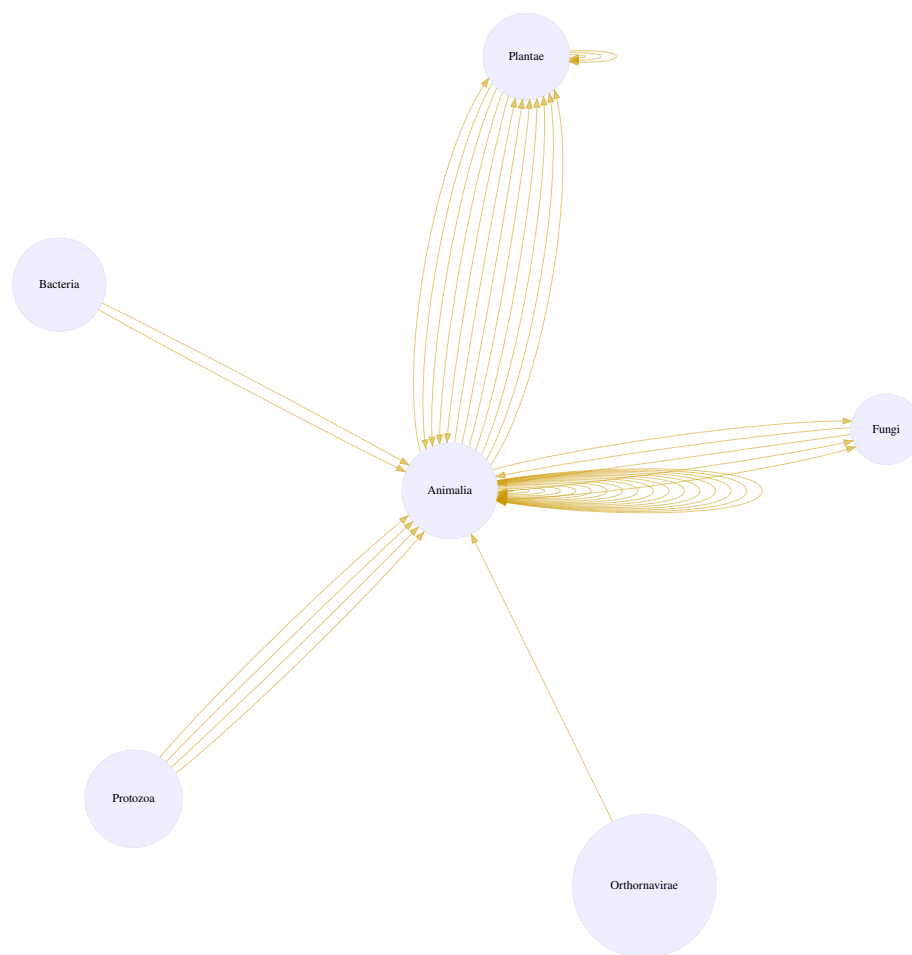 Plantae
Bacteria
Fungi
Animalia
Protozoa
Orthornavirae